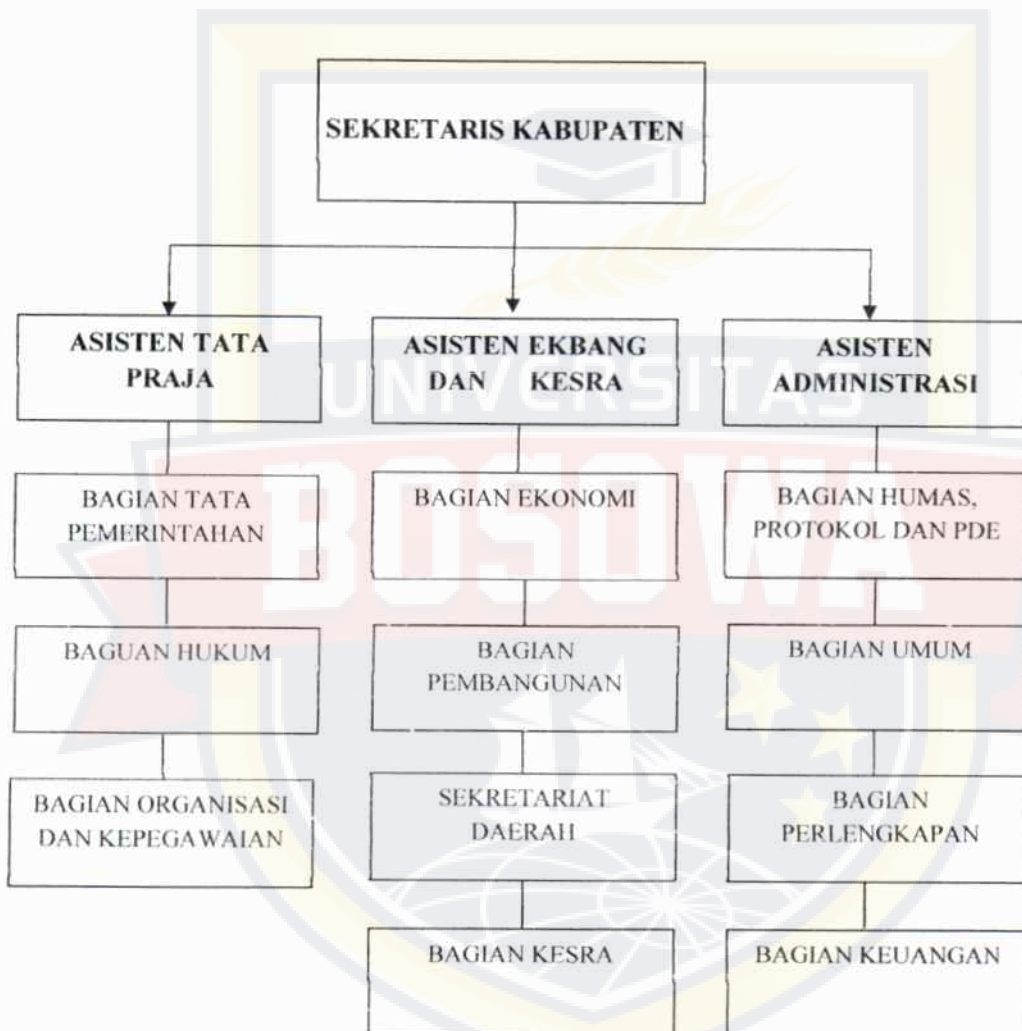 SEKRETARIS KABUPATEN
ASISTEN TATA
PRAJA
ASISTEN EKBANG
DAN KESRA
ASISTEN
ADMINISTRASI
BAGIAN TATA
PEMERINTAHAN
BAGIAN EKONOMI
BAGIAN HUMAS,
PROTOKOL DAN PDE
BAGUAN HUKUM
BAGIAN
PEMBANGUNAN
BAGIAN UMUM
BAGIAN ORGANISASI
DAN KEPEGAWAIAN
SEKRETARIAT
DAERAH
BAGIAN
PERLENGKAPAN
BAGIAN KESRA
BAGIAN KEUANGAN
UNIVERSITAS
BOSOWA